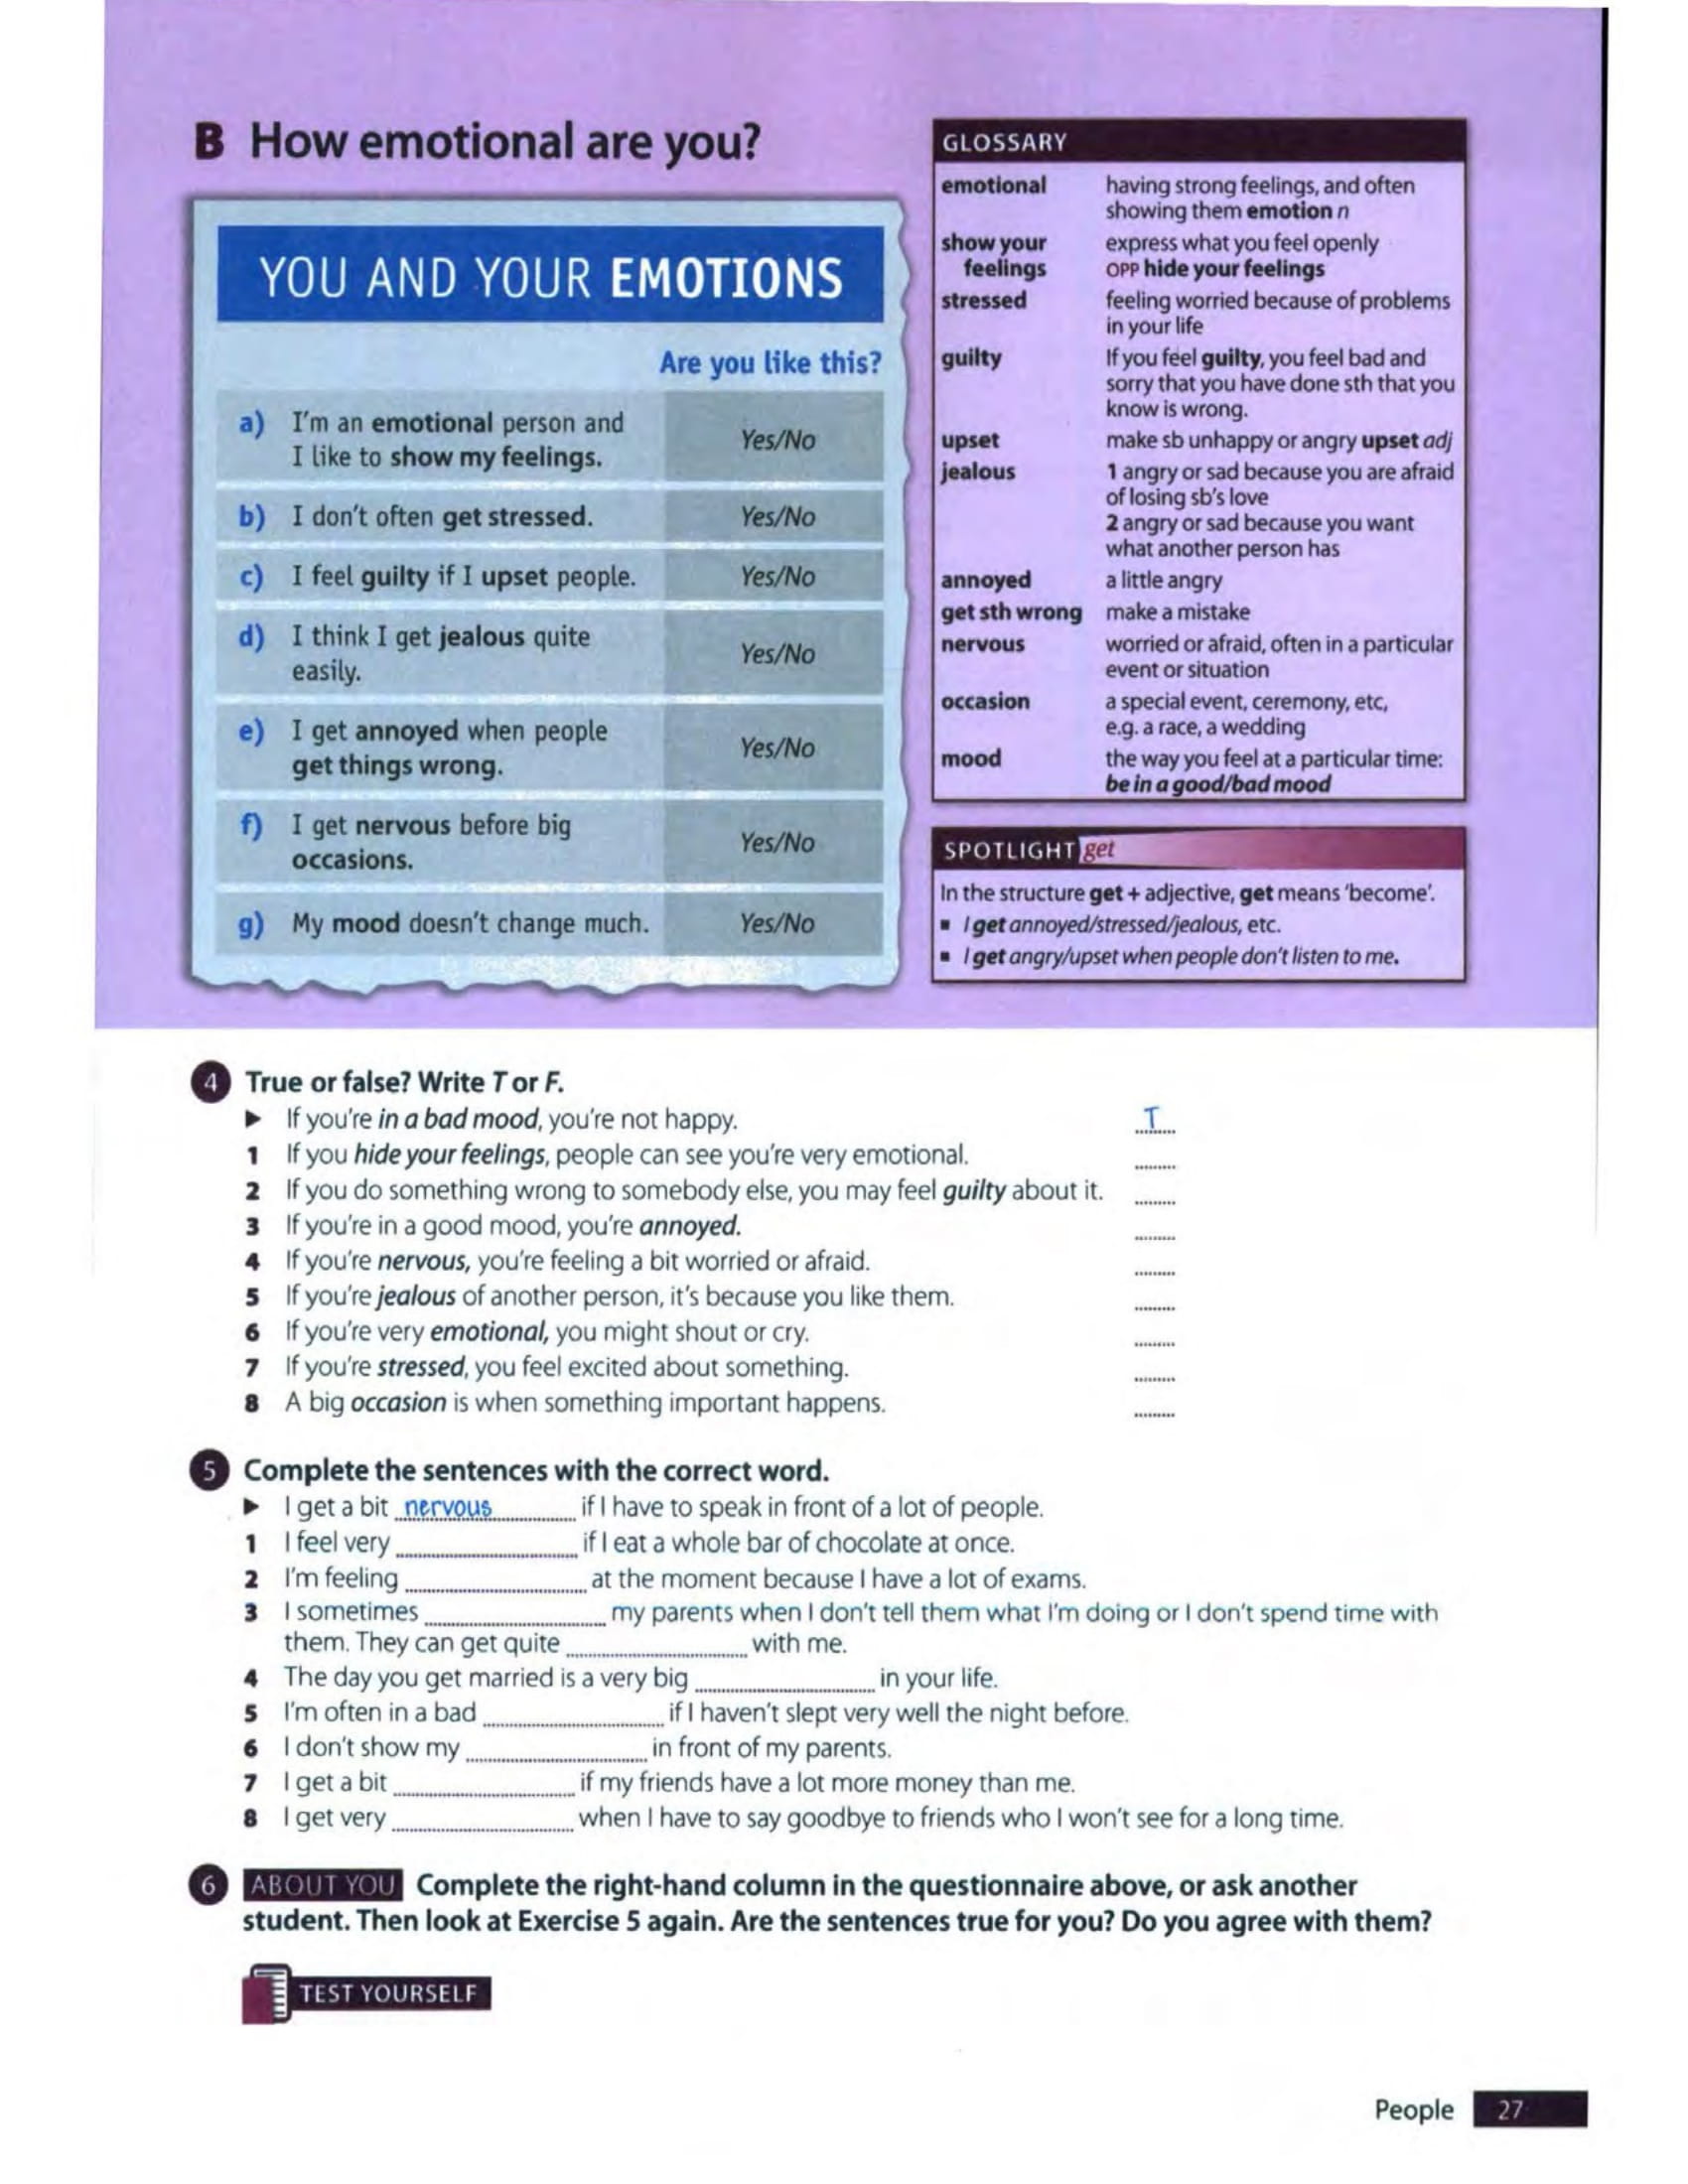 B How emotional are you?
YOU AND YOUR EMOTIONS
Are you like this?
a) I'm an emotional person and
I like to show my feelings.
Yes/No
b) I don't often get stressed.
Yes/No
c) I feel guilty if I upset people.
Yes/No
d) I think I get jealous quite
easily.
Yes/No
e) I get annoyed when people
get things wrong.
Yes/No
f) I get nervous before big
occasions.
Yes/No
g) My mood doesn't change much.
Yes/No
GLOSSARY
emotional having strong feelings, and often
showing them emotion n
show your express what you feel openly
feelings OPP hide your feelings
stressed feeling worried because of problems
in your life
guilty If you feel guilty, you feel bad and
sorry that you have done sth that you
know is wrong.
upset make sb unhappy or angry upset adj
jealous 1 angry or sad because you are afraid
of losing sb's love
2 angry or sad because you want
what another person has
annoyed a little angry
get sth wrong make a mistake
nervous worried or afraid, often in a particular
event or situation
occasion a special event, ceremony, etc,
e.g. a race, a wedding
mood the way you feel at a particular time:
be in a good/bad mood
SPOTLIGHT get
In the structure get + adjective, get means 'become'.
▪ I get annoyed/stressed/jealous, etc.
▪ I get angry/upset when people don't listen to me.
4 True or false? Write T or F.
▶ If you're in a bad mood, you're not happy. T
1 If you hide your feelings, people can see you're very emotional.
2 If you do something wrong to somebody else, you may feel guilty about it.
3 If you're in a good mood, you're annoyed.
4 If you're nervous, you're feeling a bit worried or afraid.
5 If you're jealous of another person, it's because you like them.
6 If you're very emotional, you might shout or cry.
7 If you're stressed, you feel excited about something.
8 A big occasion is when something important happens.
5 Complete the sentences with the correct word.
▶ I get a bit nervous if I have to speak in front of a lot of people.
1 I feel very ........ if I eat a whole bar of chocolate at once.
2 I'm feeling ........ at the moment because I have a lot of exams.
3 I sometimes ........ my parents when I don't tell them what I'm doing or I don't spend time with
them. They can get quite ........ with me.
4 The day you get married is a very big ........ in your life.
5 I'm often in a bad ........ if I haven't slept very well the night before.
6 I don't show my ........ in front of my parents.
7 I get a bit ........ if my friends have a lot more money than me.
8 I get very ........ when I have to say goodbye to friends who I won't see for a long time.
6 ABOUT YOU Complete the right-hand column in the questionnaire above, or ask another
student. Then look at Exercise 5 again. Are the sentences true for you? Do you agree with them?
TEST YOURSELF
People 27